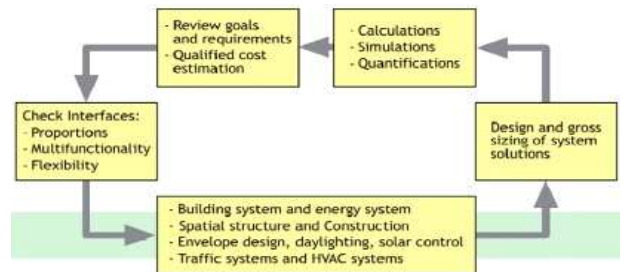 - Review goals
and requirements
- Qualified cost
estimation
- Calculations
- Simulations
- Quantifications
Check Interfaces:
- Proportions
- Multifunctionality
- Flexibility
Design and gross
sizing of system
solutions
- Building system and energy system
- Spatial structure and Construction
- Envelope design, daylighting, solar control
- Traffic systems and HVAC systems